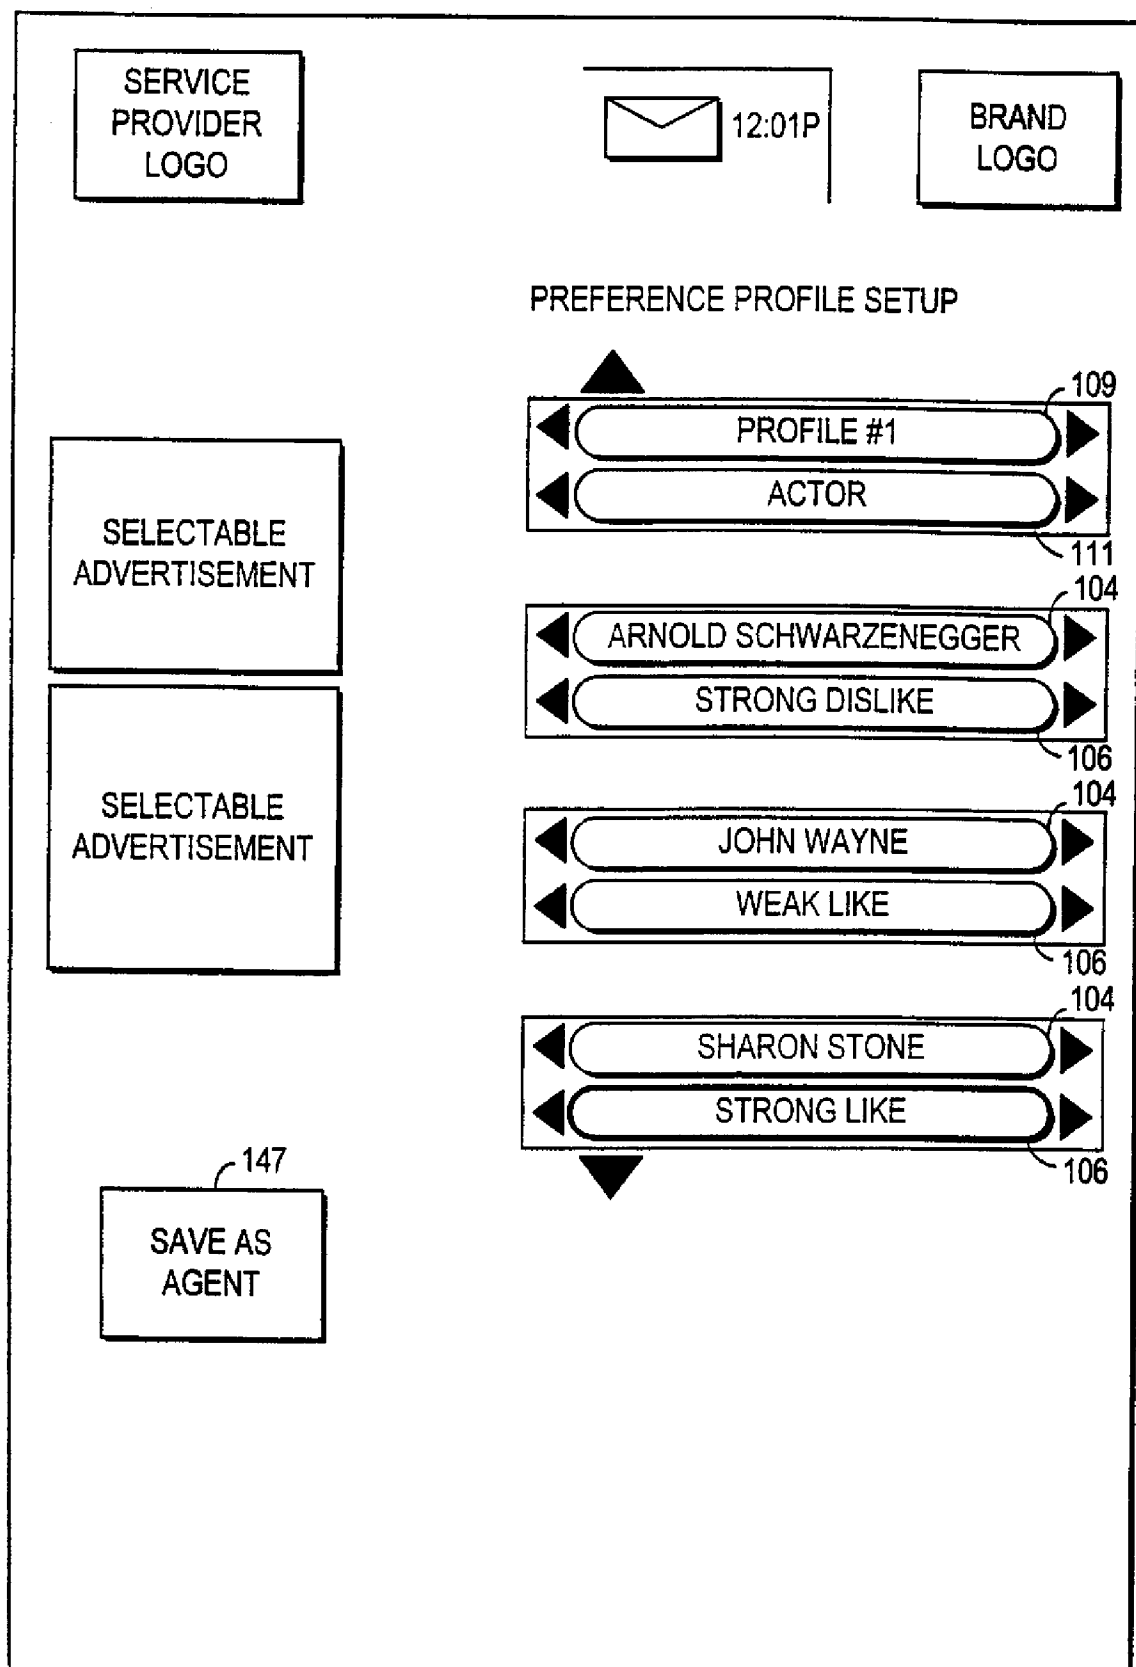 SERVICE
PROVIDER
LOGO
12:01P
BRAND
LOGO
PREFERENCE PROFILE SETUP
109
PROFILE #1
ACTOR
111
SELECTABLE
ADVERTISEMENT
104
ARNOLD SCHWARZENEGGER
STRONG DISLIKE
106
SELECTABLE
ADVERTISEMENT
104
JOHN WAYNE
WEAK LIKE
106
104
SHARON STONE
STRONG LIKE
106
147
SAVE AS
AGENT